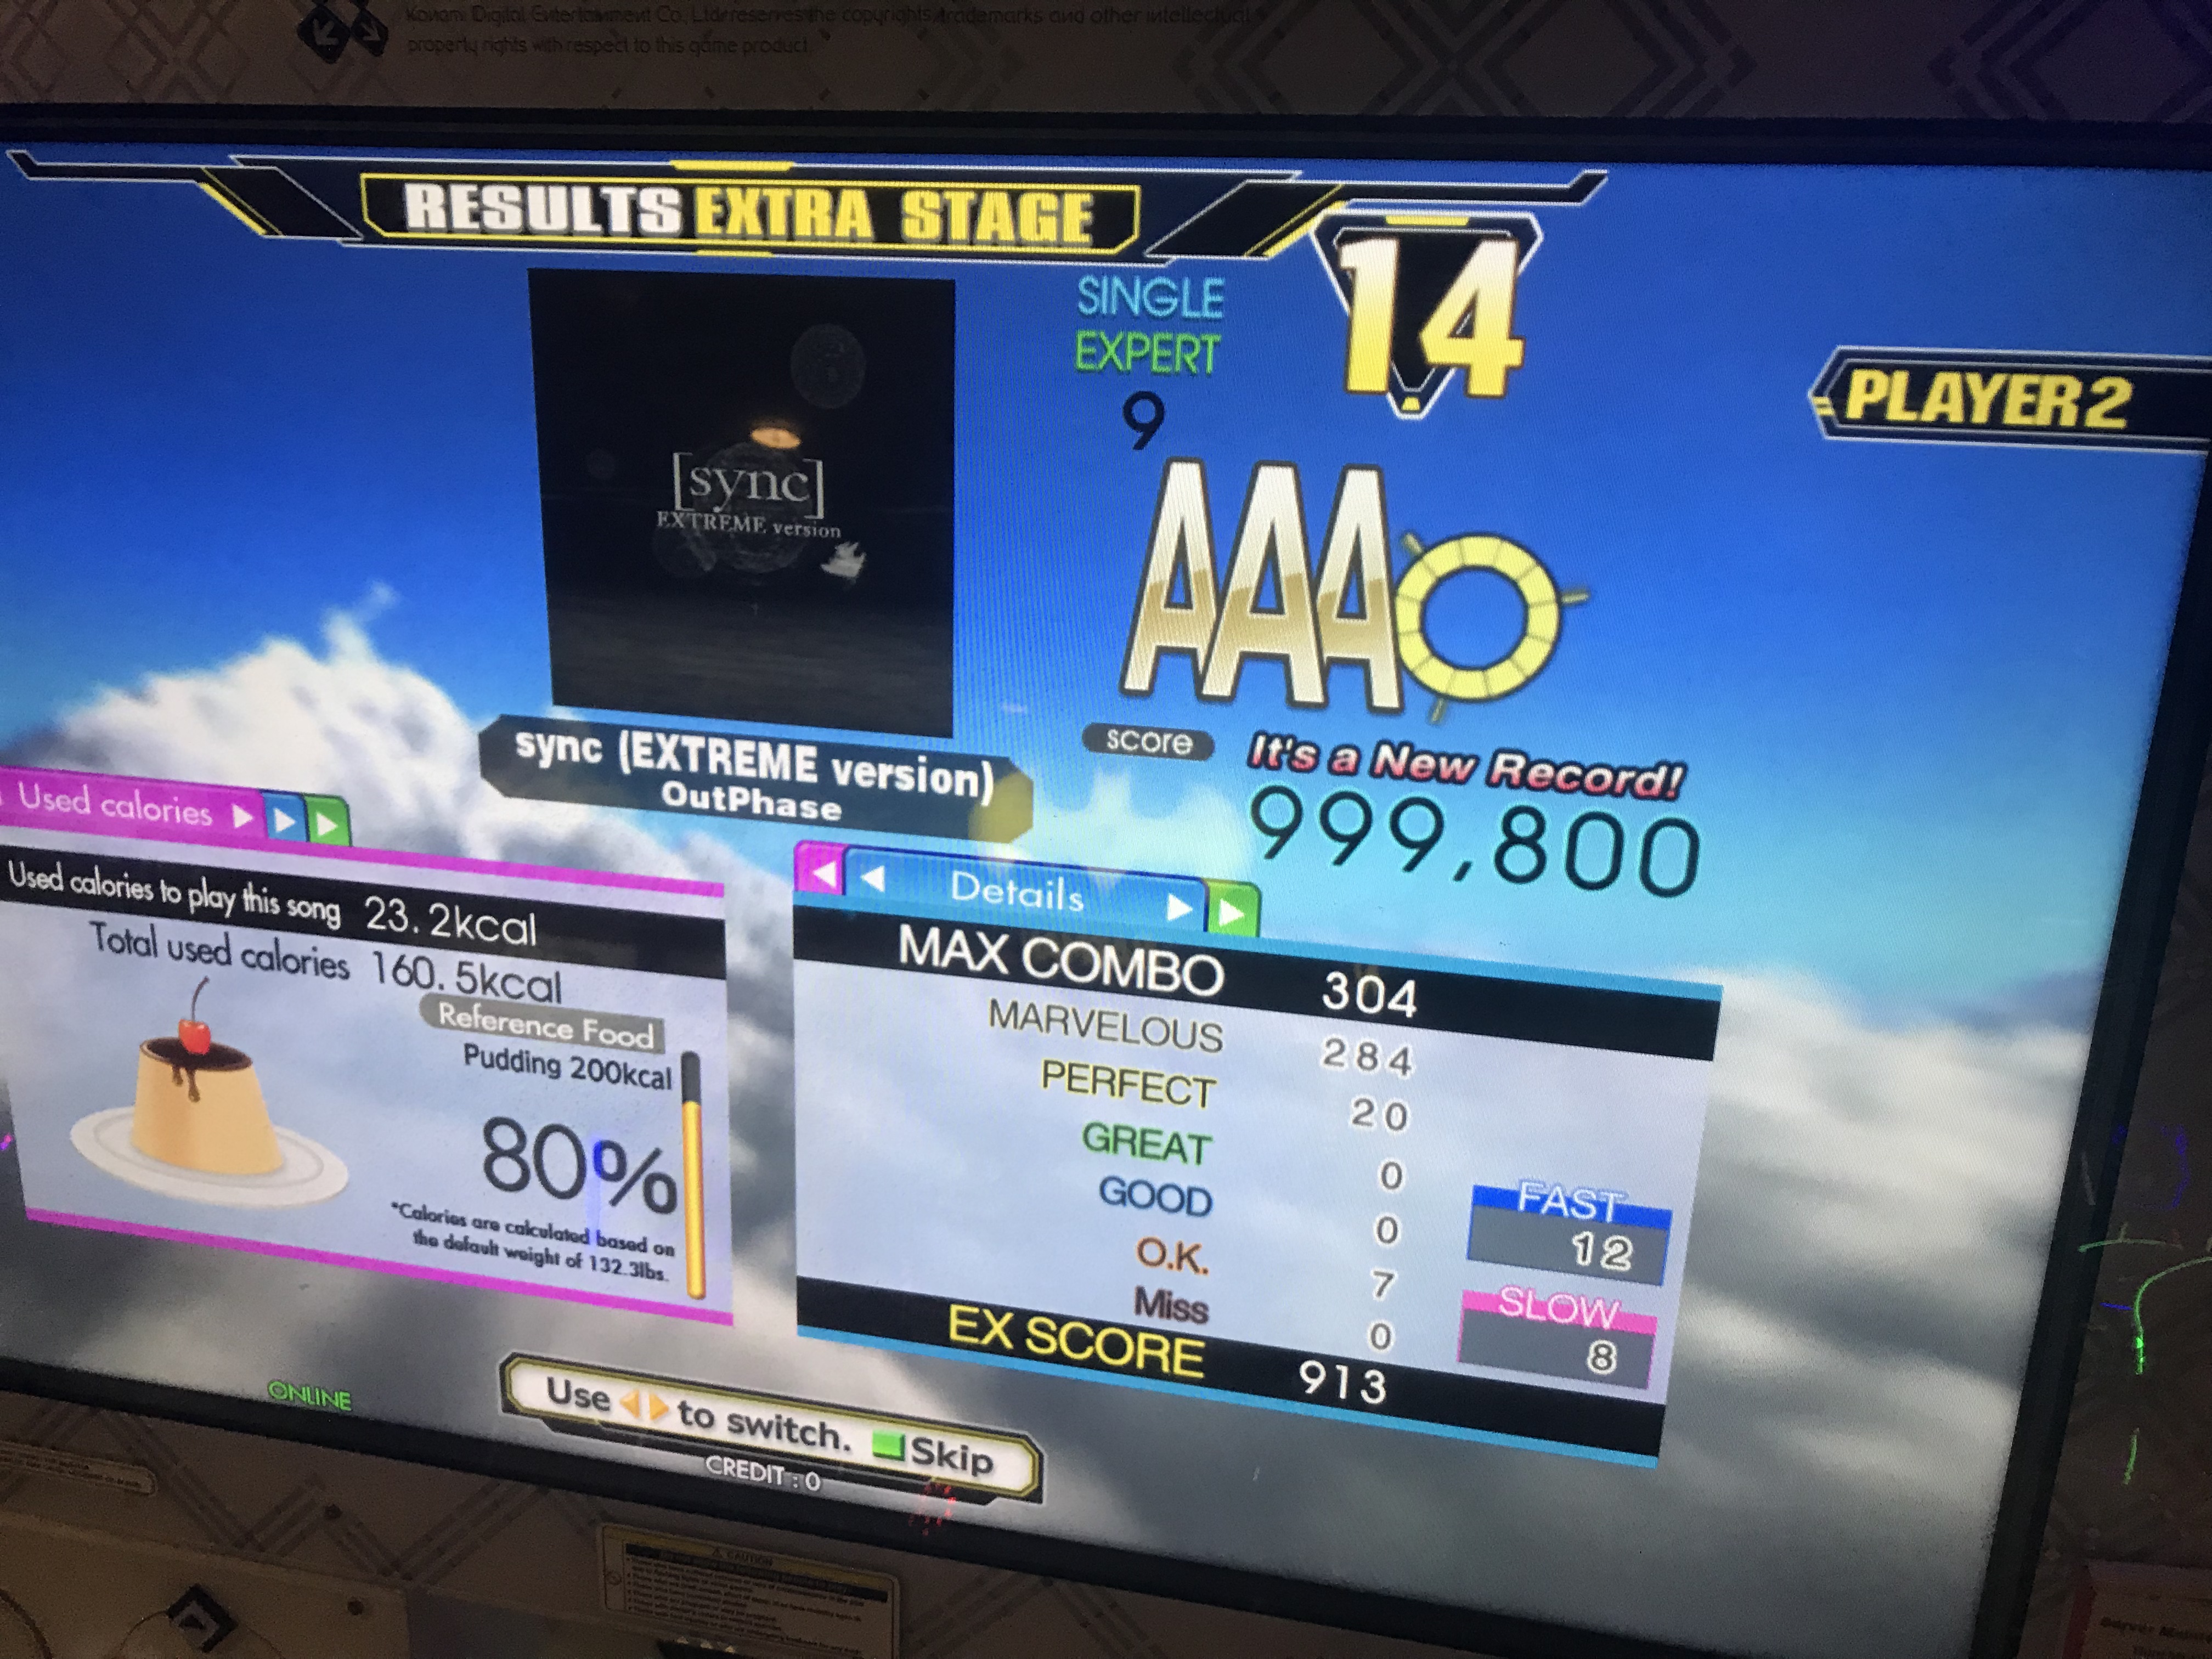 Konami Digital Entertainment Co., Ltd reserves the copyrights, trademarks and other intellectual
property rights with respect to this game product.
RESULTS EXTRA STAGE
14
SINGLE
EXPERT
9
PLAYER2
[sync]
EXTREME version
AAA
sync (EXTREME version)
OutPhase
score
It's a New Record!
999,800
Used calories
Used calories to play this song 23.2kcal
Total used calories 160.5kcal
Reference Food
Pudding 200kcal
80%
*Calories are calculated based on
the default weight of 132.3lbs.
Details
MAX COMBO 304
MARVELOUS 284
PERFECT 20
GREAT 0
GOOD 0
O.K. 7
Miss 0
EX SCORE 913
FAST
12
SLOW
8
ONLINE
Use to switch. Skip
CREDIT : 0
CAUTION